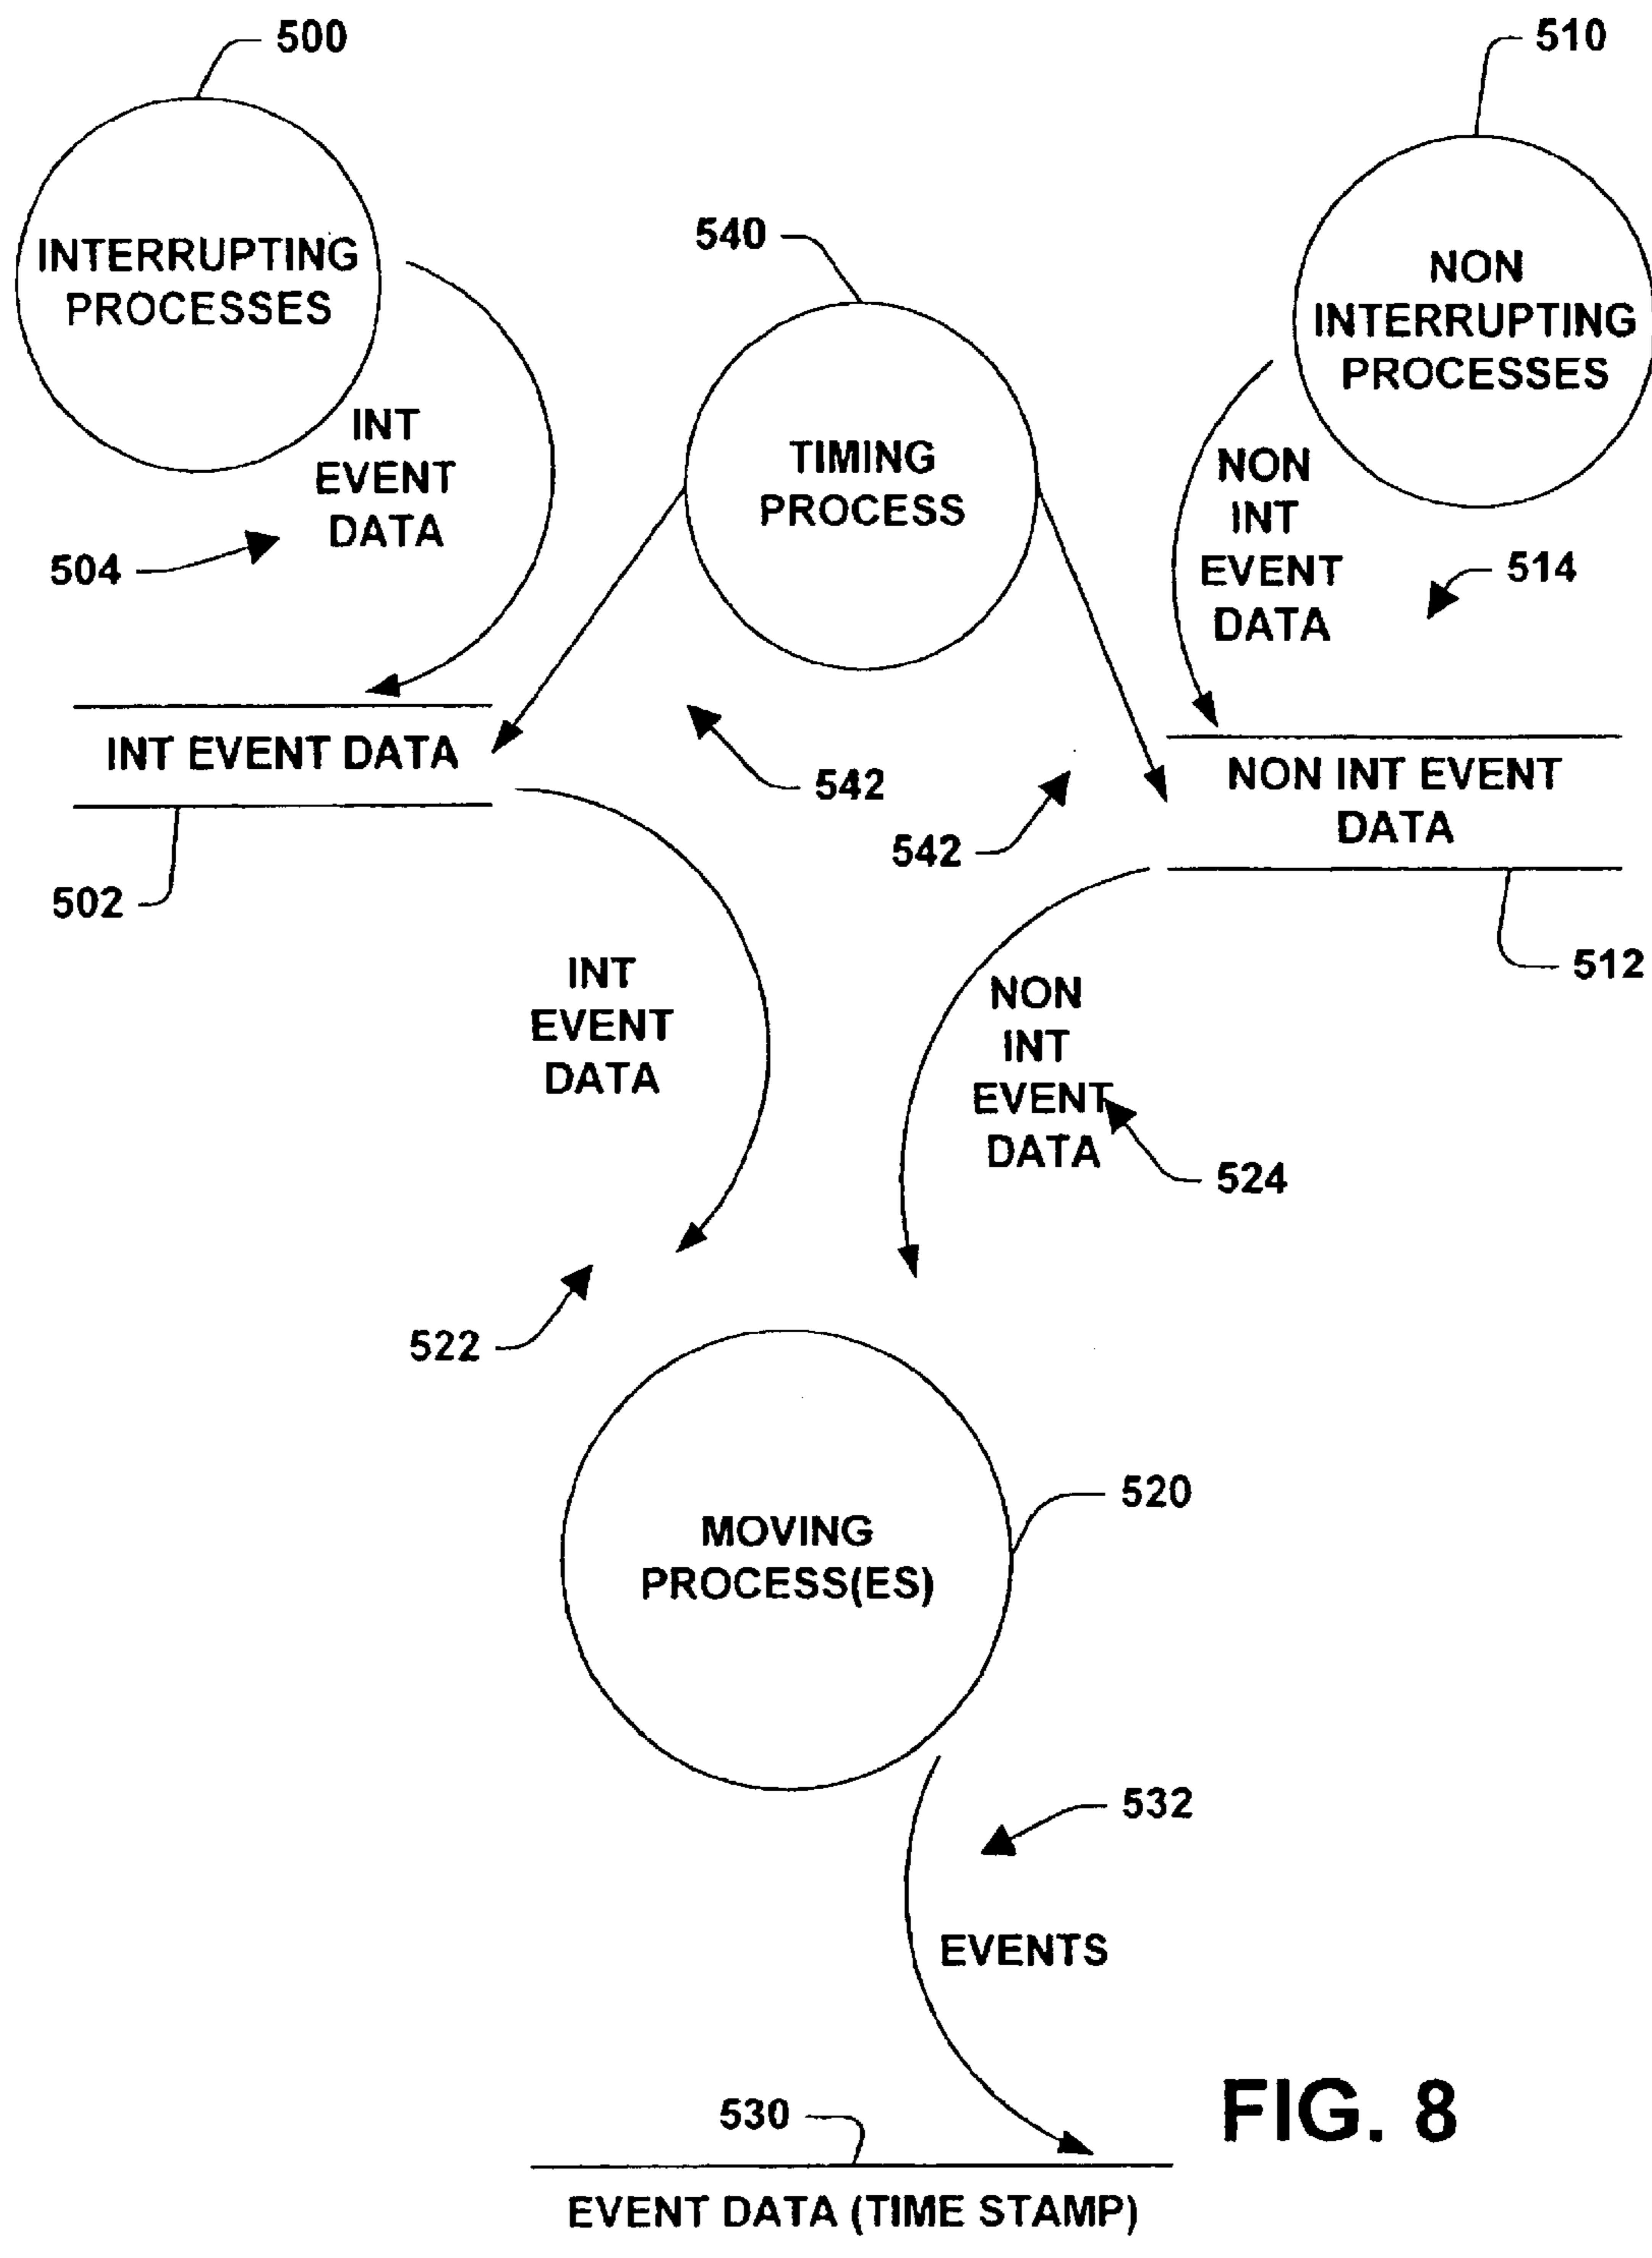 500
510
INTERRUPTING
PROCESSES
540
NON
INTERRUPTING
PROCESSES
INT
EVENT
DATA
504
TIMING
PROCESS
NON
INT
EVENT
DATA
514
INT EVENT DATA
542
542
NON INT EVENT
DATA
502
512
INT
EVENT
DATA
NON
INT
EVENT
DATA
524
522
MOVING
PROCESS(ES)
520
532
EVENTS
530
FIG. 8
EVENT DATA (TIME STAMP)